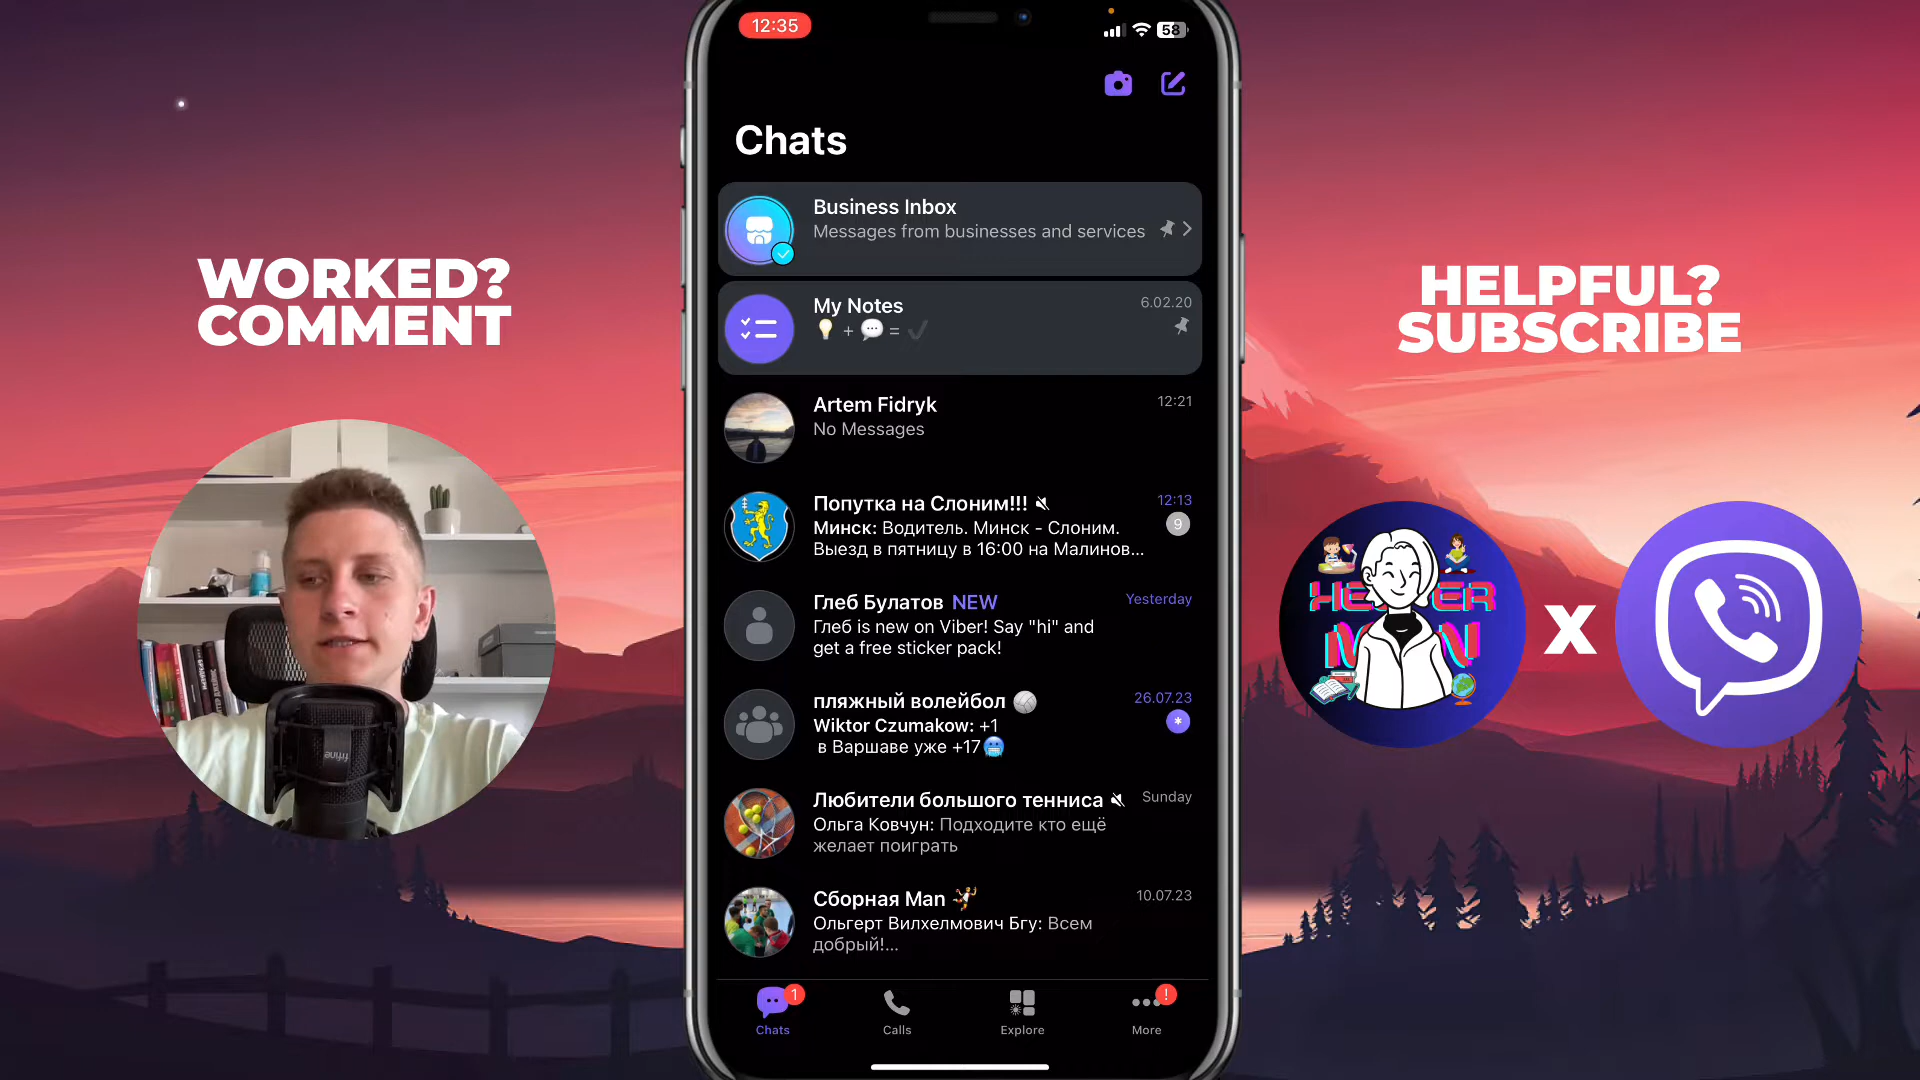 12:35
58
Chats
Business Inbox
Messages from businesses and services
My Notes
6.02.20
+ =
Artem Fidryk
12:21
No Messages
Попутка на Слоним!!!
12:13
Минск: Водитель. Минск - Слоним.
9
Выезд в пятницу в 16:00 на Малинов...
Глеб Булатов NEW
Yesterday
Глеб is new on Viber! Say "hi" and
get a free sticker pack!
пляжный волейбол
26.07.23
Wiktor Czumakow: +1
*
в Варшаве уже +17
Любители большого тенниса
Sunday
Ольга Ковчун: Подходите кто ещё
желает поиграть
Сборная Man
10.07.23
Ольгерт Вилхелмович Бгу: Всем
добрый!...
1
!
Chats
Calls
Explore
More
WORKED?
COMMENT
fifine
HELPFUL?
SUBSCRIBE
X